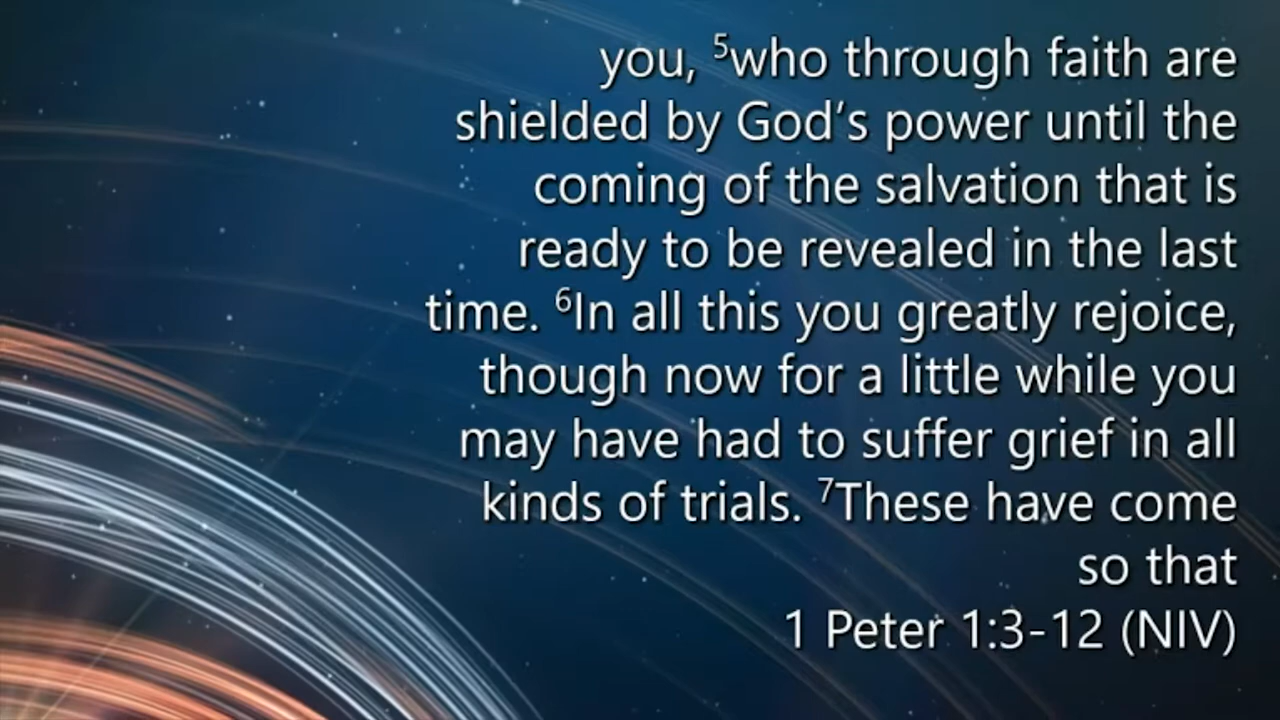 you, ⁵who through faith are
shielded by God’s power until the
coming of the salvation that is
ready to be revealed in the last
time. ⁶In all this you greatly rejoice,
though now for a little while you
may have had to suffer grief in all
kinds of trials. ⁷These have come
so that
1 Peter 1:3-12 (NIV)